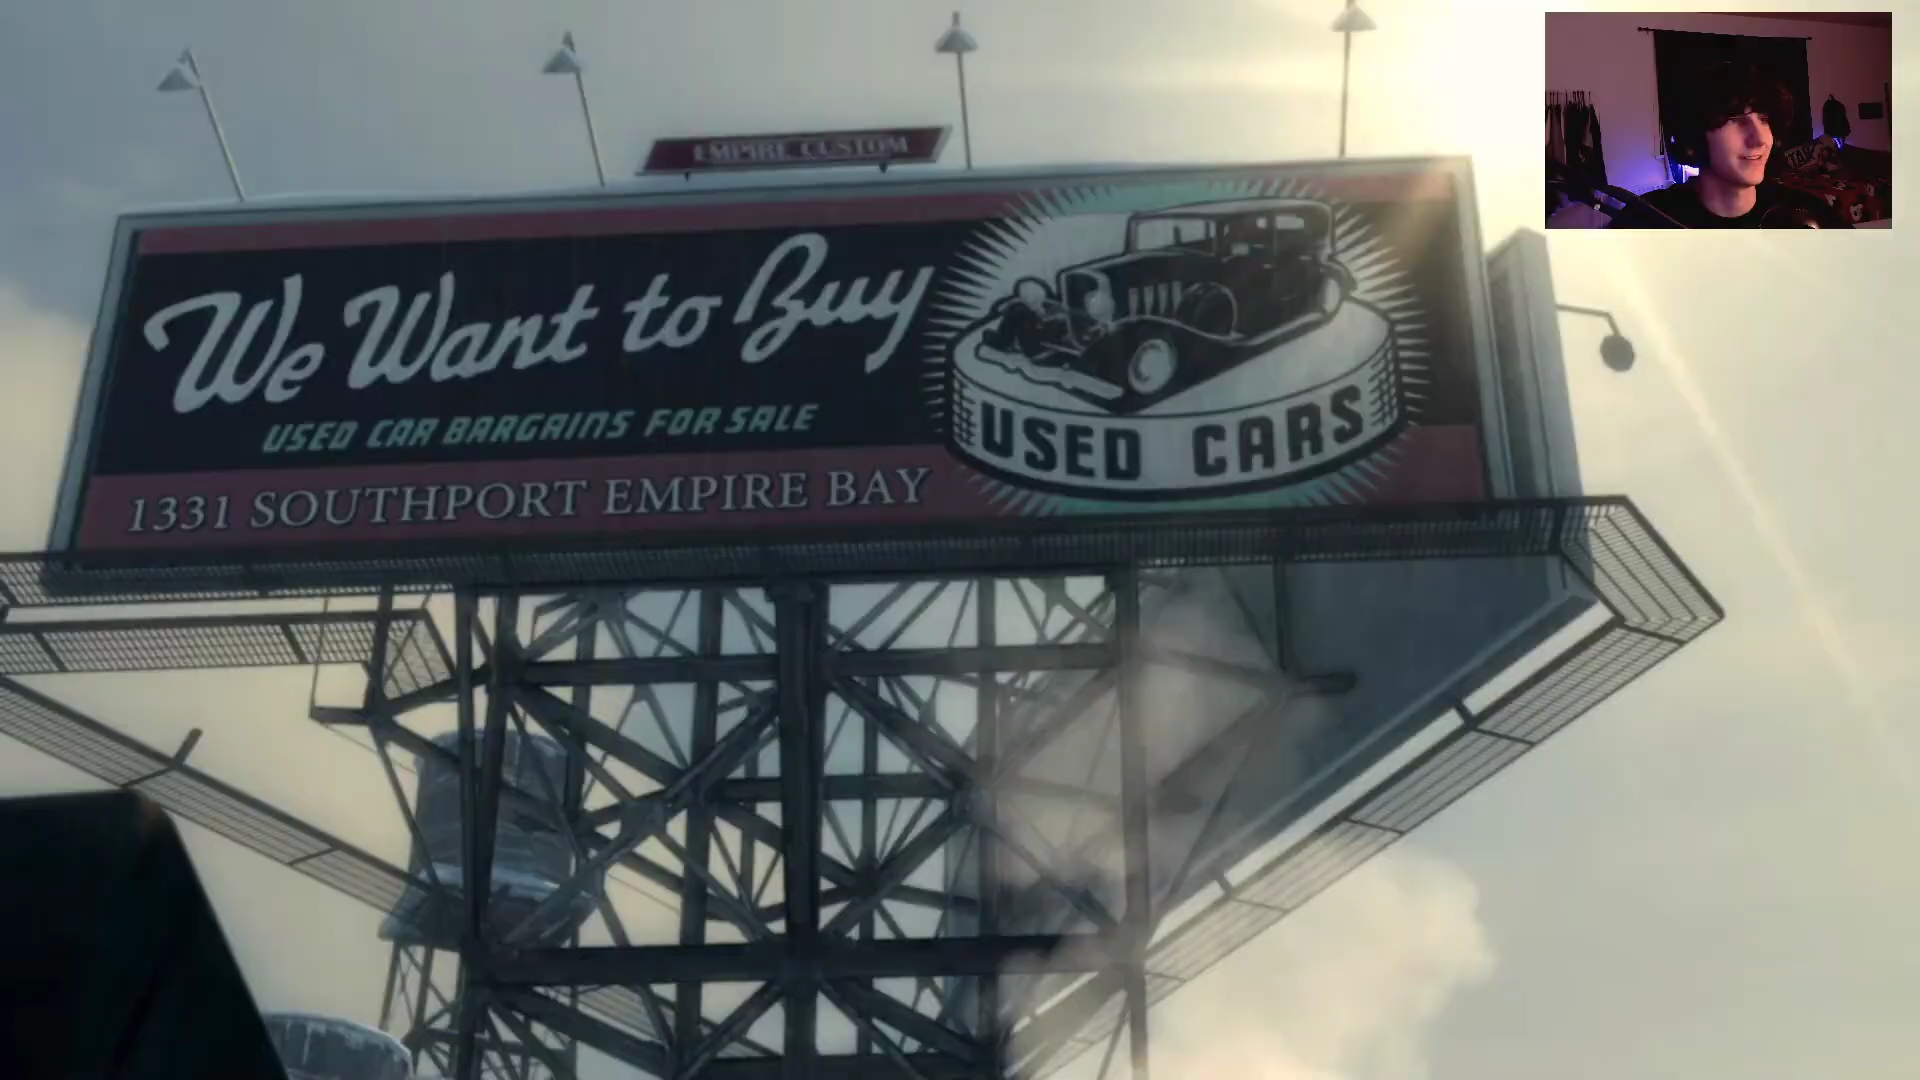 EMPIRE CUSTOM
We Want to Buy
USED CAR BARGAINS FOR SALE
1331 SOUTHPORT EMPIRE BAY
USED CARS